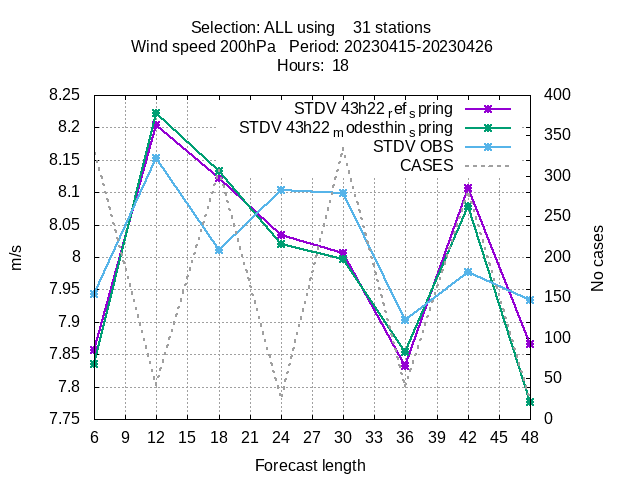 Selection: ALL using    31 stations
Wind speed 200hPa   Period: 20230415-20230426
Hours:  18
STDV 43h22 ref spring
STDV 43h22 modesthin spring
STDV OBS
CASES
8.25
8.2
8.15
8.1
8.05
8
7.95
7.9
7.85
7.8
7.75
m/s
400
350
300
250
200
150
100
50
0
No cases
6 9 12 15 18 21 24 27 30 33 36 39 42 45 48
Forecast length